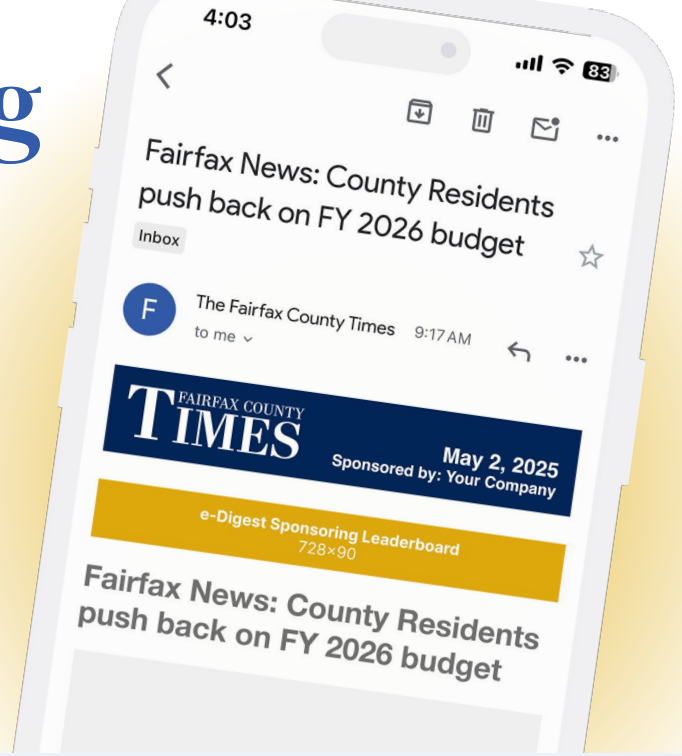 g
4:03
83
Fairfax News: County Residents
push back on FY 2026 budget
Inbox
F
The Fairfax County Times 9:17 AM
to me
FAIRFAX COUNTY
TIMES
May 2, 2025
Sponsored by: Your Company
e-Digest Sponsoring Leaderboard
728×90
Fairfax News: County Residents
push back on FY 2026 budget